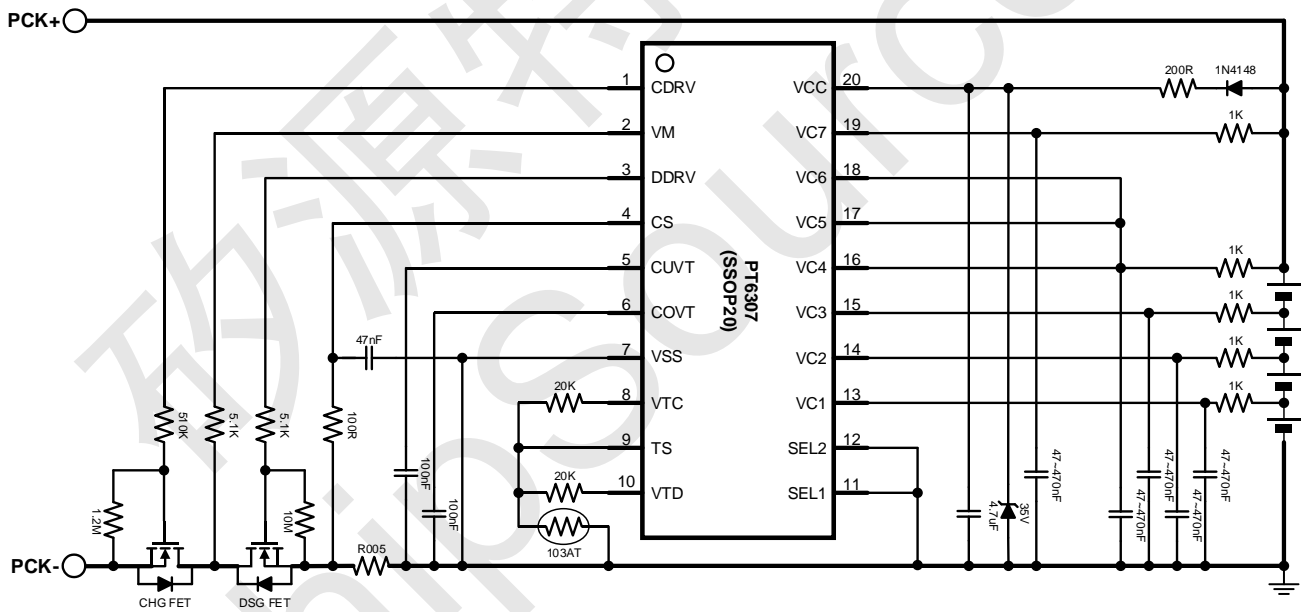 PCK+
1 CDRV
2 VM
3 DDRV
4 CS
5 CUVT
6 COVT
7 VSS
8 VTC
9 TS
10 VTD
PT6307
(SSOP20)
VCC 20
VC7 19
VC6 18
VC5 17
VC4 16
VC3 15
VC2 14
VC1 13
SEL2 12
SEL1 11
200R
1N4148
1K
1K
1K
1K
1K
47nF
20K
20K
103AT
510K
5.1K
5.1K
100R
1.2M
10M
100nF
100nF
R005
4.7uF
35V
47~470nF
47~470nF
47~470nF
47~470nF
47~470nF
PCK-
CHG FET
DSG FET
矽源特
ChipSourc